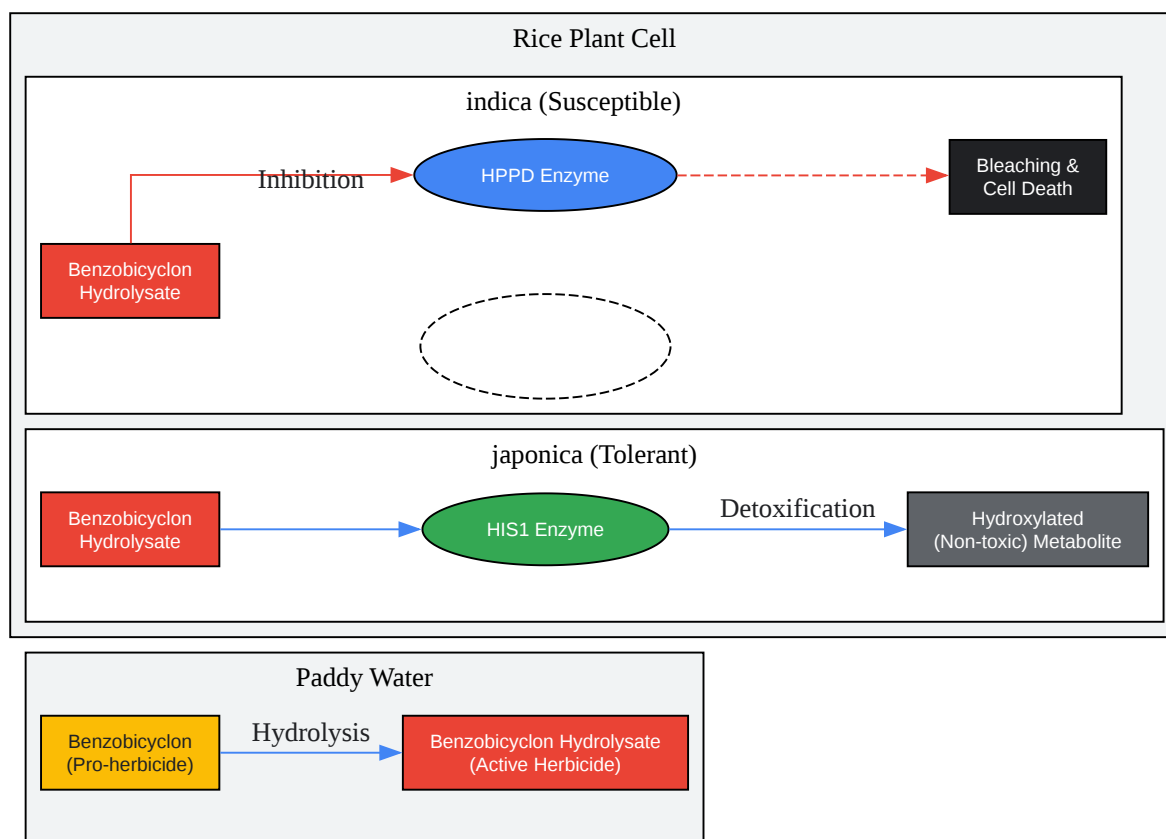 Rice Plant Cell
indica (Susceptible)
Inhibition
HPPD Enzyme
Bleaching &
Cell Death
Benzobicyclon
Hydrolysate
japonica (Tolerant)
Benzobicyclon
Hydrolysate
HIS1 Enzyme
Detoxification
Hydroxylated
(Non-toxic) Metabolite
Paddy Water
Benzobicyclon
(Pro-herbicide)
Hydrolysis
Benzobicyclon Hydrolysate
(Active Herbicide)